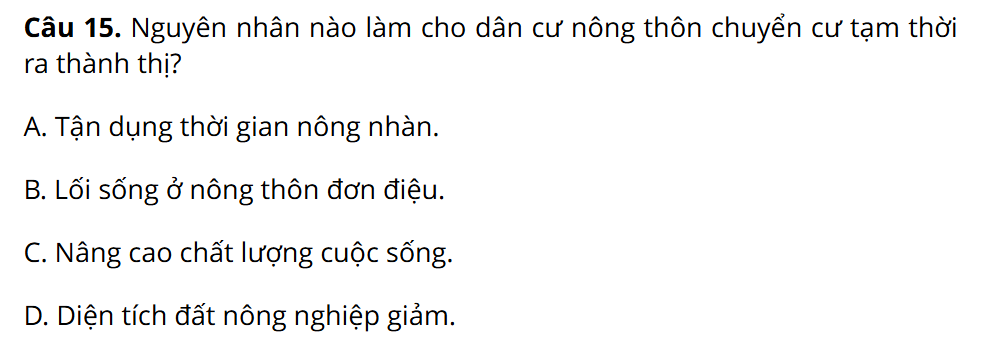 Câu 15. Nguyên nhân nào làm cho dân cư nông thôn chuyển cư tạm thời
ra thành thị?
A. Tận dụng thời gian nông nhàn.
B. Lối sống ở nông thôn đơn điệu.
C. Nâng cao chất lượng cuộc sống.
D. Diện tích đất nông nghiệp giảm.